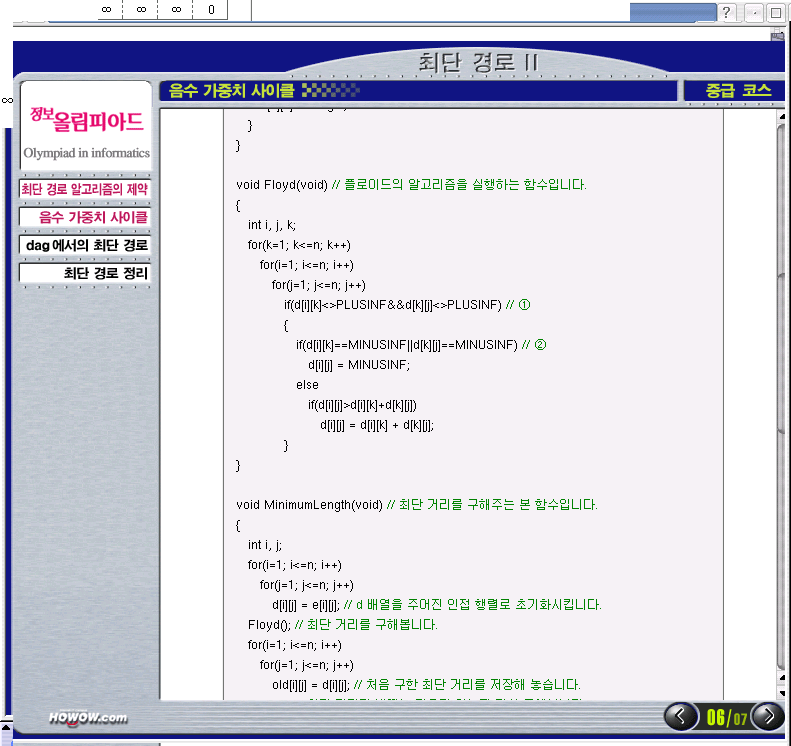 ∞ ∞ ∞ 0
?
최단 경로 II
∞
음수 가중치 사이클
중급 코스
정보올림피아드
Olympiad in informatics
최단 경로 알고리즘의 제약
음수 가중치 사이클
dag에서의 최단 경로
최단 경로 정리
}
}
void Floyd(void) // 플로이드의 알고리즘을 실행하는 함수입니다.
{
int i, j, k;
for(k=1; k<=n; k++)
for(i=1; i<=n; i++)
for(j=1; j<=n; j++)
if(d[i][k]<>PLUSINF&&d[k][j]<>PLUSINF) // ①
{
if(d[i][k]==MINUSINF||d[k][j]==MINUSINF) // ②
d[i][j] = MINUSINF;
else
if(d[i][j]>d[i][k]+d[k][j])
d[i][j] = d[i][k] + d[k][j];
}
}
void MinimumLength(void) // 최단 거리를 구해주는 본 함수입니다.
{
int i, j;
for(i=1; i<=n; i++)
for(j=1; j<=n; j++)
d[i][j] = e[i][j]; // d 배열을 주어진 인접 행렬로 초기화시킵니다.
Floyd(); // 최단 거리를 구해봅니다.
for(i=1; i<=n; i++)
for(j=1; j<=n; j++)
old[i][j] = d[i][j]; // 처음 구한 최단 거리를 저장해 놓습니다.
HOWOW.com
06/07